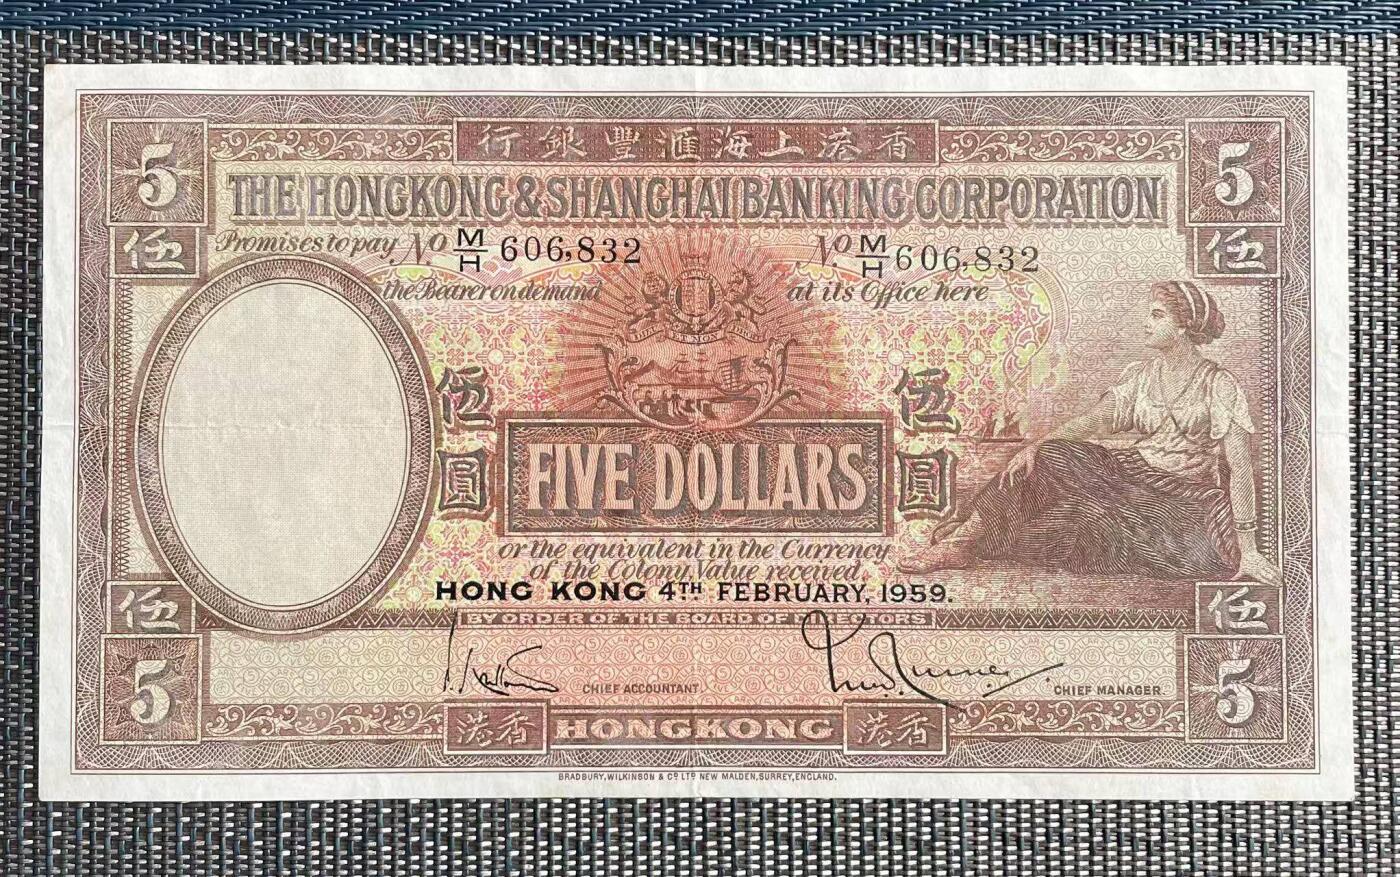 行銀豐滙海上港香
5 5
THE HONGKONG & SHANGHAI BANKING CORPORATION
伍 伍
Promises to pay No M/H 606,832 No M/H 606,832
the Bearer on demand at its Office here
伍圓 伍圓
FIVE DOLLARS
or the equivalent in the Currency
of the Colony, Value received.
HONG KONG 4TH FEBRUARY, 1959.
伍 伍
BY ORDER OF THE BOARD OF DIRECTORS
5 5
CHIEF ACCOUNTANT. CHIEF MANAGER.
港香 HONGKONG 港香
BRADBURY, WILKINSON & Co LTD NEW MALDEN, SURREY, ENGLAND.